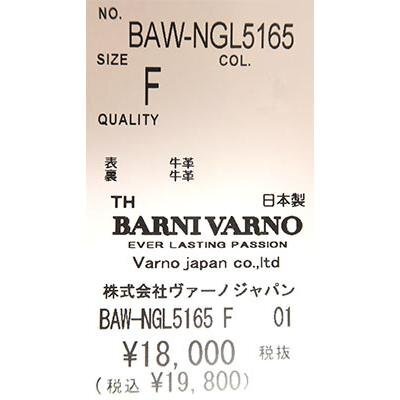 NO.
BAW-NGL5165
SIZE COL.
F
QUALITY
表 牛革
裏 牛革
TH 日本製
BARNI VARNO
EVER LASTING PASSION
Varno japan co.,ltd
株式会社ヴァーノジャパン
BAW-NGL5165 F 01
¥18,000 税抜
(税込 ¥19,800)